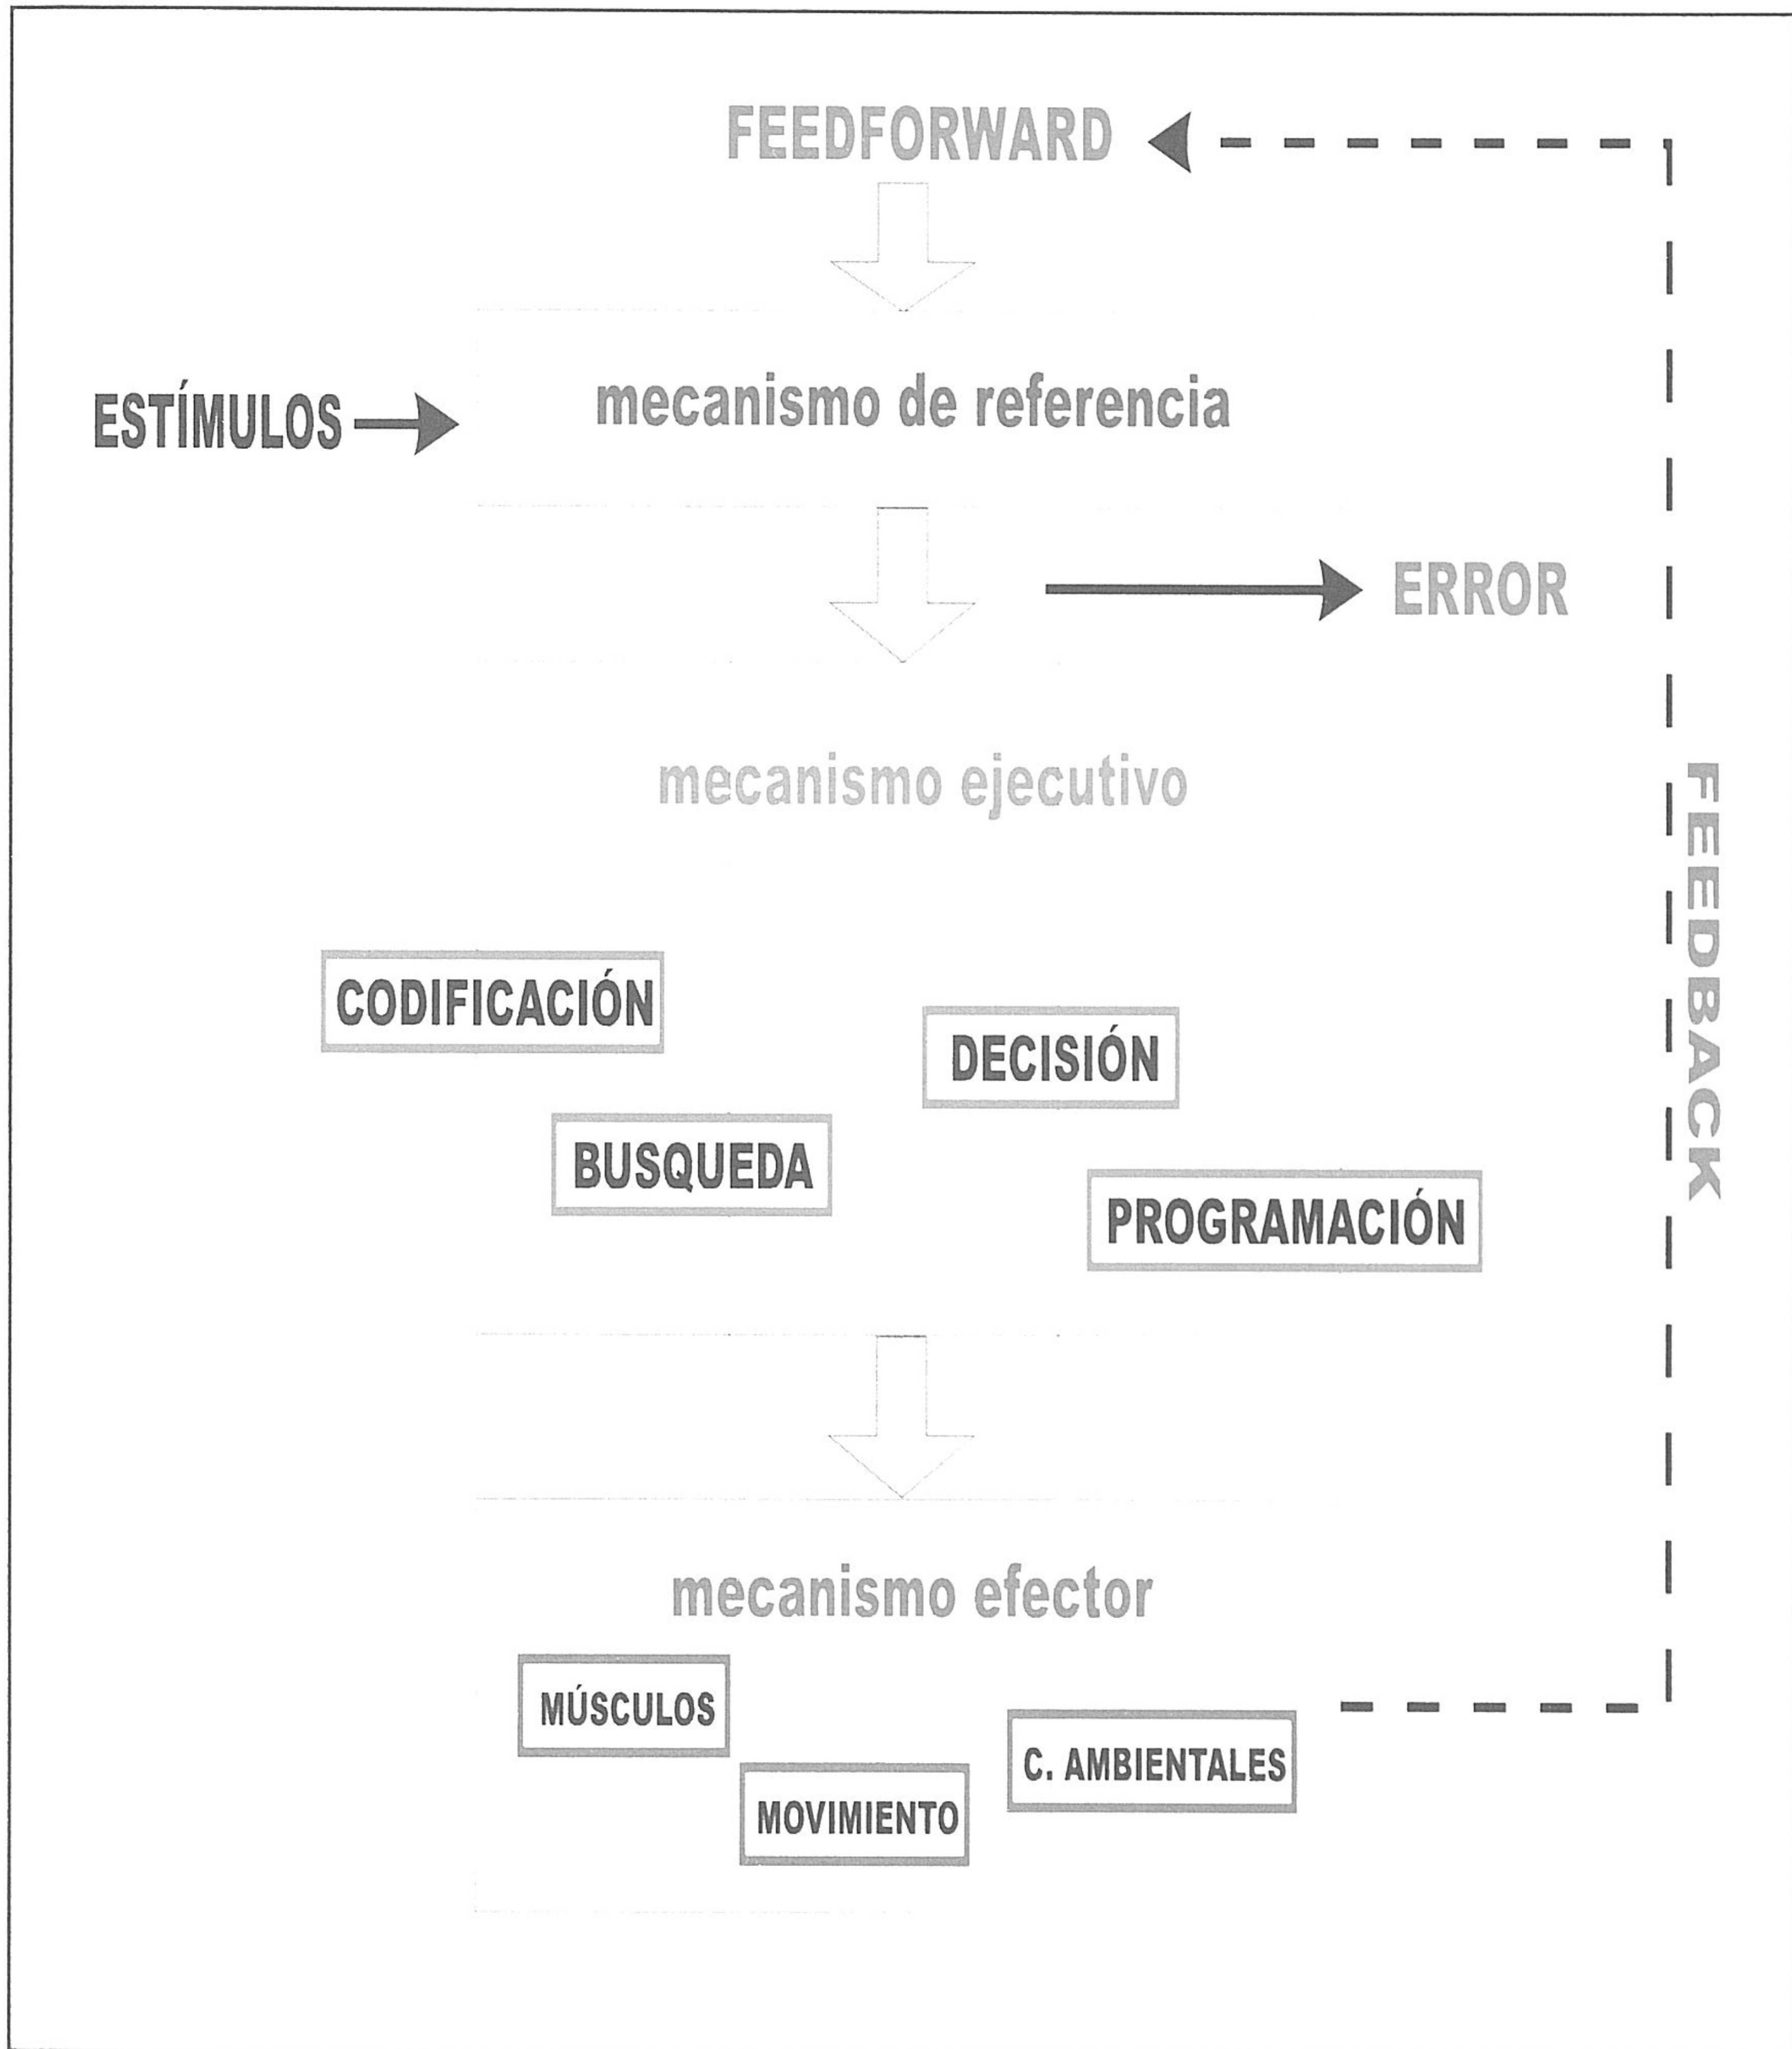 FEEDFORWARD
mecanismo de referencia
ESTÍMULOS
ERROR
mecanismo ejecutivo
FEEDBACK
CODIFICACIÓN
DECISIÓN
BUSQUEDA
PROGRAMACIÓN
mecanismo efector
MÚSCULOS
C. AMBIENTALES
MOVIMIENTO